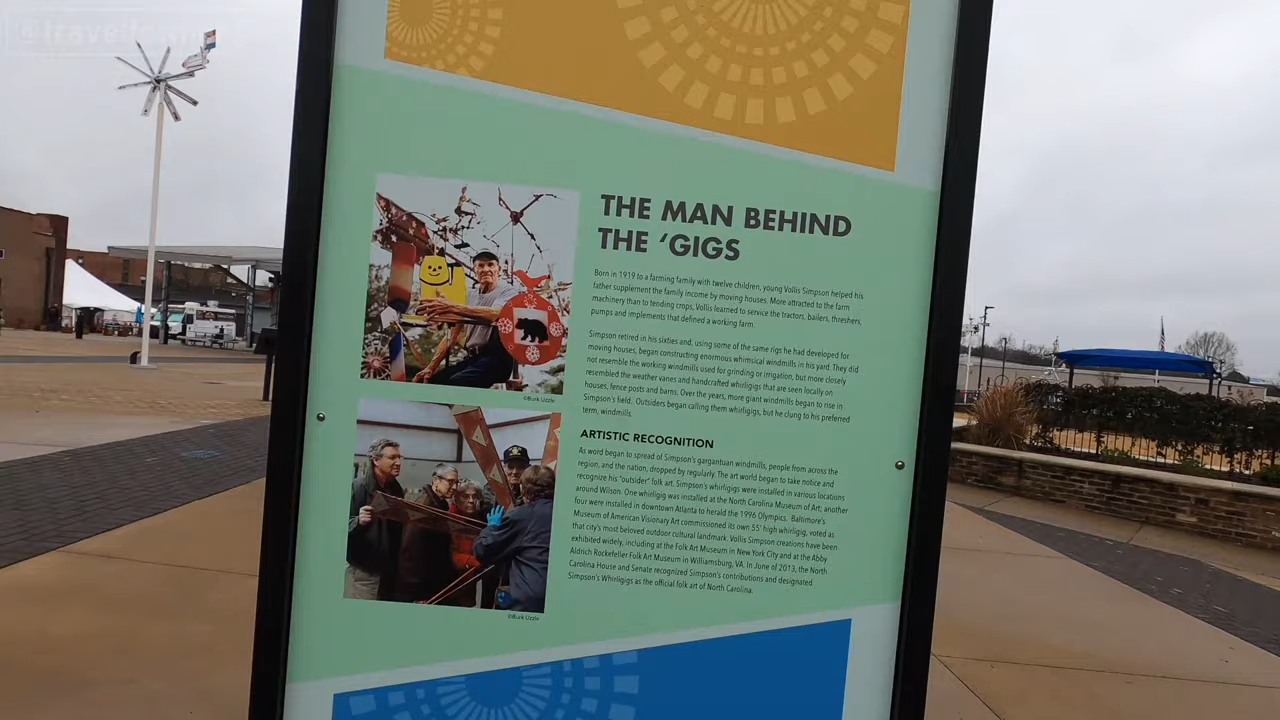 THE MAN BEHIND
THE ‘GIGS
Born in 1919 to a farming family with twelve children, young Vollis Simpson helped his
father supplement the family income by moving houses. More attracted to the farm
machinery than to tending crops, Vollis learned to service the tractors, bailers, threshers,
pumps and implements that defined a working farm.
Simpson retired in his sixties and, using some of the same rigs he had developed for
moving houses, began constructing enormous whimsical windmills in his yard. They did
not resemble the working windmills used for grinding or irrigation, but more closely
resembled the weather vanes and handcrafted whirligigs that are seen locally on
houses, fence posts and barns. Over the years, more giant windmills began to rise in
Simpson's field. Outsiders began calling them whirligigs, but he clung to his preferred
term, windmills.
©Burk Uzzle
ARTISTIC RECOGNITION
As word began to spread of Simpson's gargantuan windmills, people from across the
region, and the nation, dropped by regularly. The art world began to take notice and
recognize his "outsider" folk art. Simpson's whirligigs were installed in various locations
around Wilson. One whirligig was installed at the North Carolina Museum of Art; another
four were installed in downtown Atlanta to herald the 1996 Olympics. Baltimore's
Museum of American Visionary Art commissioned its own 55' high whirligig, voted as
that city's most beloved outdoor cultural landmark. Vollis Simpson creations have been
exhibited widely, including at the Folk Art Museum in New York City and at the Abby
Aldrich Rockefeller Folk Art Museum in Williamsburg, VA. In June of 2013, the North
Carolina House and Senate recognized Simpson's contributions and designated
Simpson's Whirligigs as the official folk art of North Carolina.
©Burk Uzzle